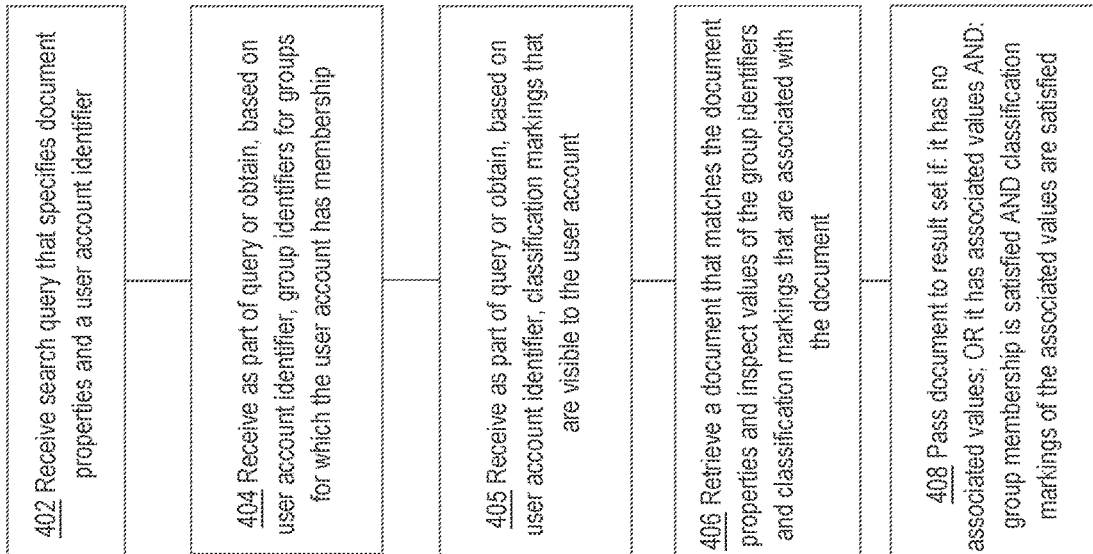 402 Receive search query that specifies document
properties and a user account identifier
404 Receive as part of query or obtain, based on
user account identifier, group identifiers for groups
for which the user account has membership
405 Receive as part of query or obtain, based on
user account identifier, classification markings that
are visible to the user account
406 Retrieve a document that matches the document
properties and inspect values of the group identifiers
and classification markings that are associated with
the document
408 Pass document to result set if: it has no
associated values; OR it has associated values AND:
group membership is satisfied AND classification
markings of the associated values are satisfied